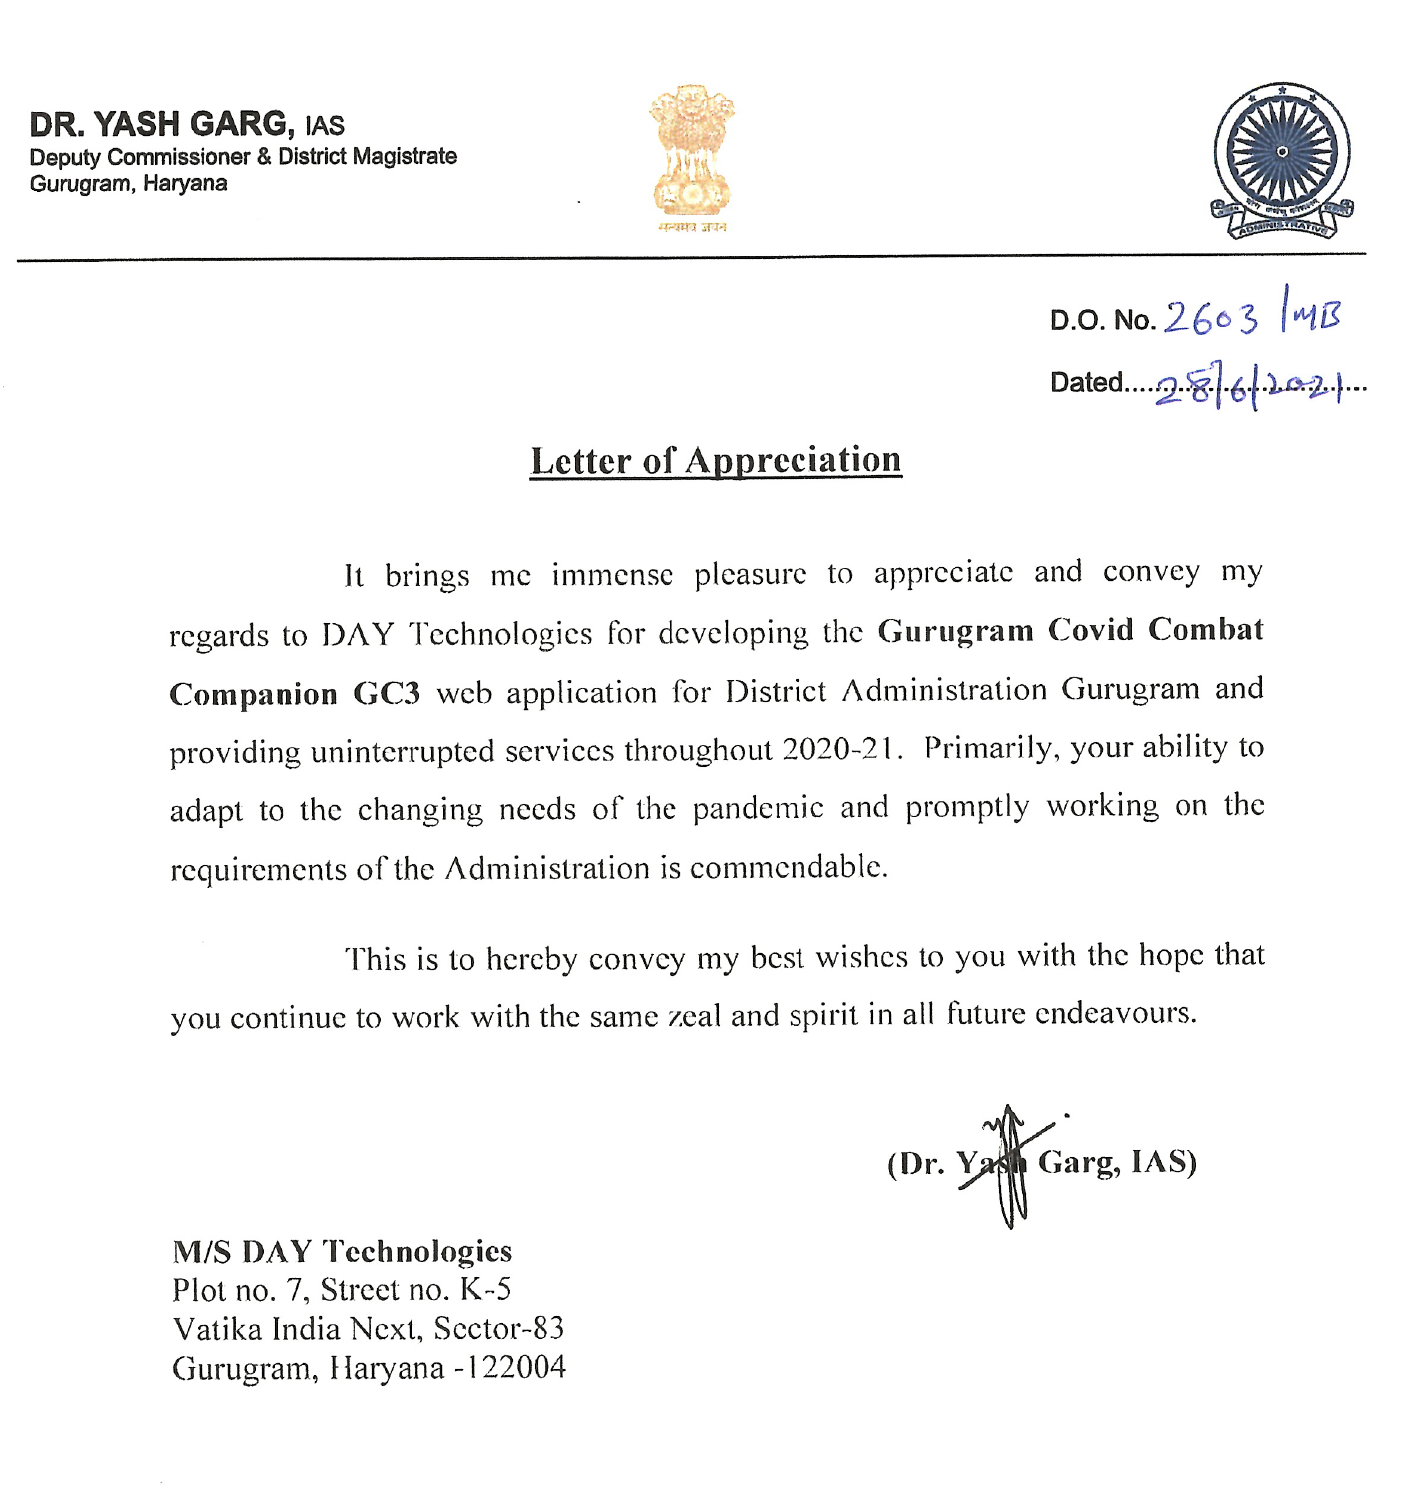 DR. YASH GARG, IAS
Deputy Commissioner & District Magistrate
Gurugram, Haryana
सत्यमेव जयते
ADMINISTRATIVE
D.O. No. 2603 /MB
Dated....28/6/2021...
Letter of Appreciation
It brings me immense pleasure to appreciate and convey my
regards to DAY Technologies for developing the Gurugram Covid Combat
Companion GC3 web application for District Administration Gurugram and
providing uninterrupted services throughout 2020-21. Primarily, your ability to
adapt to the changing needs of the pandemic and promptly working on the
requirements of the Administration is commendable.
This is to hereby convey my best wishes to you with the hope that
you continue to work with the same zeal and spirit in all future endeavours.
(Dr. Yash Garg, IAS)
M/S DAY Technologies
Plot no. 7, Street no. K-5
Vatika India Next, Sector-83
Gurugram, Haryana -122004